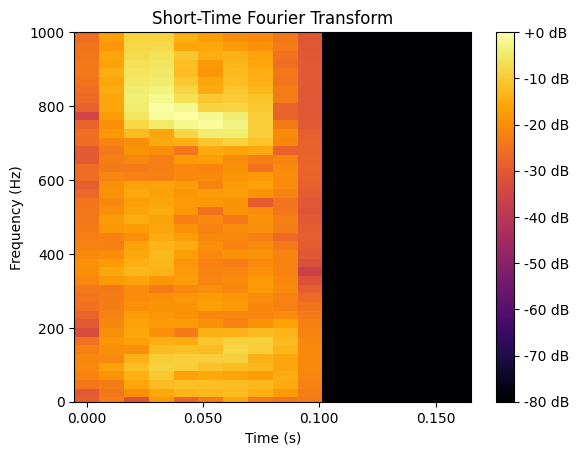 Short-Time Fourier Transform
1000
800
600
400
200
0
Frequency (Hz)
0.000
0.050
0.100
0.150
Time (s)
+0 dB
-10 dB
-20 dB
-30 dB
-40 dB
-50 dB
-60 dB
-70 dB
-80 dB